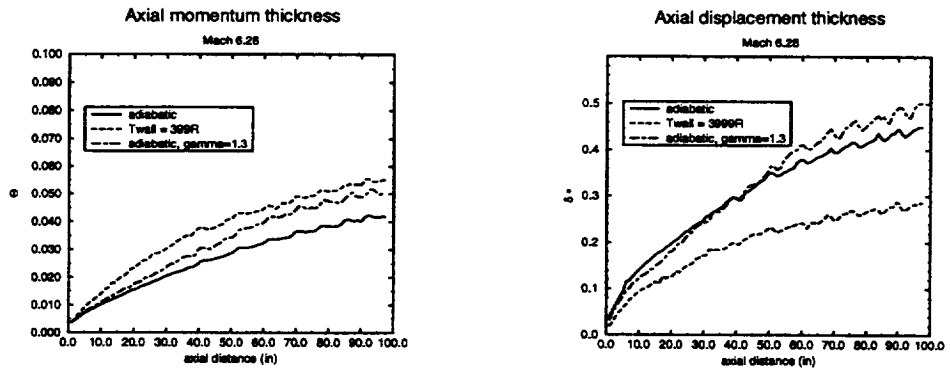 Axial momentum thickness
Mach 6.28
0.100
0.090
0.080
0.070
0.060
0.050
0.040
0.030
0.020
0.010
0.000
Θ
adiabatic
Twall = 399R
adiabatic, gamma=1.3
0.0 10.0 20.0 30.0 40.0 50.0 60.0 70.0 80.0 90.0 100.0
axial distance (in)
Axial displacement thickness
Mach 6.28
0.5
0.4
0.3
0.2
0.1
0.0
δ*
adiabatic
Twall = 3999R
adiabatic, gamma=1.3
0.0 10.0 20.0 30.0 40.0 50.0 60.0 70.0 80.0 90.0 100.0
axial distance (in)